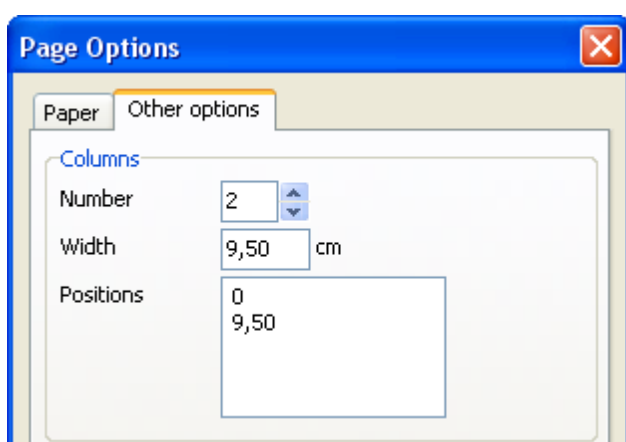 Page Options
Paper Other options
Columns
Number 2
Width 9,50 cm
Positions 0
9,50